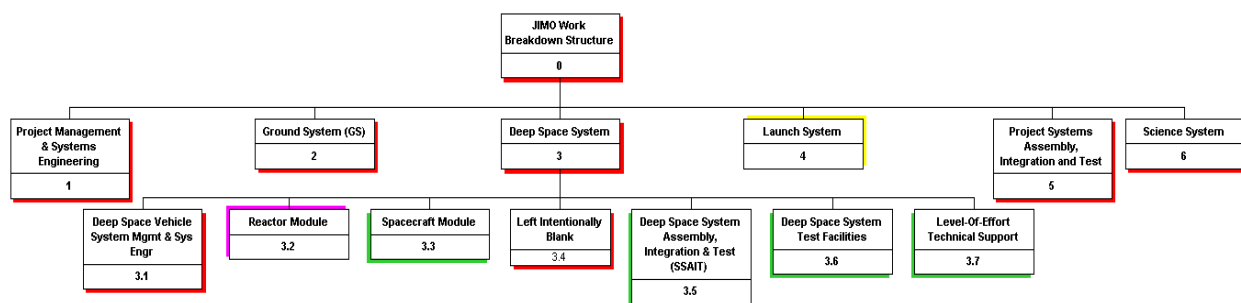 JIMO Work
Breakdown Structure
0
Project Management
& Systems
Engineering
1
Ground System (GS)
2
Deep Space System
3
Launch System
4
Project Systems
Assembly,
Integration and Test
5
Science System
6
Deep Space Vehicle
System Mgmt & Sys
Engr
3.1
Reactor Module
3.2
Spacecraft Module
3.3
Left Intentionally
Blank
3.4
Deep Space System
Assembly,
Integration & Test
(SSAIT)
3.5
Deep Space System
Test Facilities
3.6
Level-Of-Effort
Technical Support
3.7